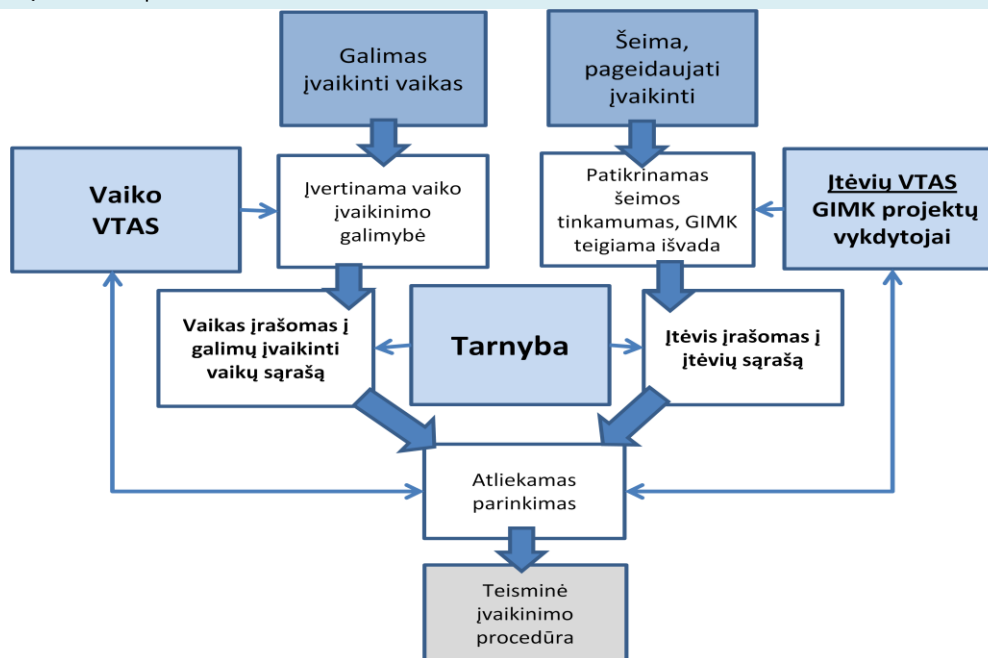 Galimas
įvaikinti vaikas
Šeima,
pageidaujati
įvaikinti
Vaiko
VTAS
Įvertinama vaiko
įvaikinimo
galimybė
Patikrinamas
šeimos
tinkamumas, GIMK
teigiama išvada
Įtėvių VTAS
GIMK projektų
vykdytojai
Vaikas įrašomas į
galimų įvaikinti
vaikų sąrašą
Tarnyba
Įtėvis įrašomas į
įtėvių sąrašą
Atliekamas
parinkimas
Teisminė
įvaikinimo
procedūra